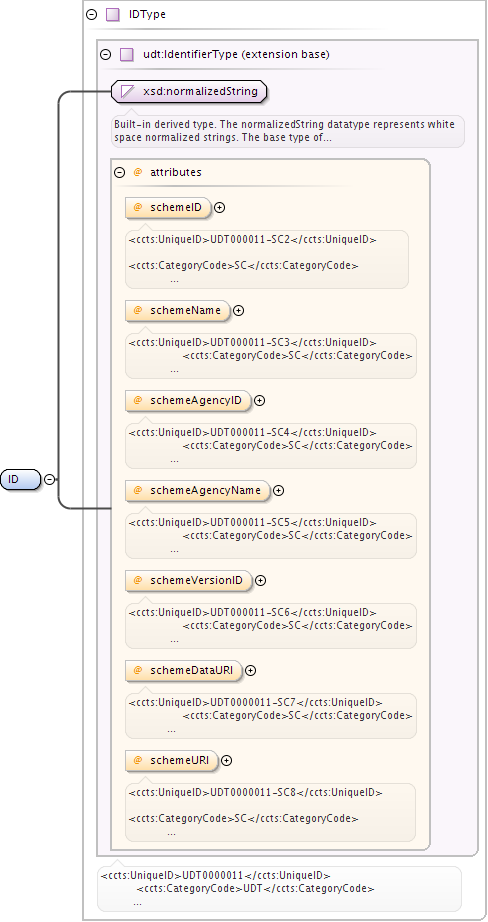 IDType
udt:IdentifierType (extension base)
xsd:normalizedString
Built-in derived type. The normalizedString datatype represents white
space normalized strings. The base type of...
@ attributes
@ schemeID
<ccts:UniqueID>UDT000011-SC2</ccts:UniqueID>
<ccts:CategoryCode>SC</ccts:CategoryCode>
...
@ schemeName
<ccts:UniqueID>UDT000011-SC3</ccts:UniqueID>
<ccts:CategoryCode>SC</ccts:CategoryCode>
...
@ schemeAgencyID
<ccts:UniqueID>UDT000011-SC4</ccts:UniqueID>
<ccts:CategoryCode>SC</ccts:CategoryCode>
...
ID
@ schemeAgencyName
<ccts:UniqueID>UDT000011-SC5</ccts:UniqueID>
<ccts:CategoryCode>SC</ccts:CategoryCode>
...
@ schemeVersionID
<ccts:UniqueID>UDT000011-SC6</ccts:UniqueID>
<ccts:CategoryCode>SC</ccts:CategoryCode>
...
@ schemeDataURI
<ccts:UniqueID>UDT0000011-SC7</ccts:UniqueID>
<ccts:CategoryCode>SC</ccts:CategoryCode>
...
@ schemeURI
<ccts:UniqueID>UDT0000011-SC8</ccts:UniqueID>
<ccts:CategoryCode>SC</ccts:CategoryCode>
...
<ccts:UniqueID>UDT0000011</ccts:UniqueID>
<ccts:CategoryCode>UDT</ccts:CategoryCode>
...